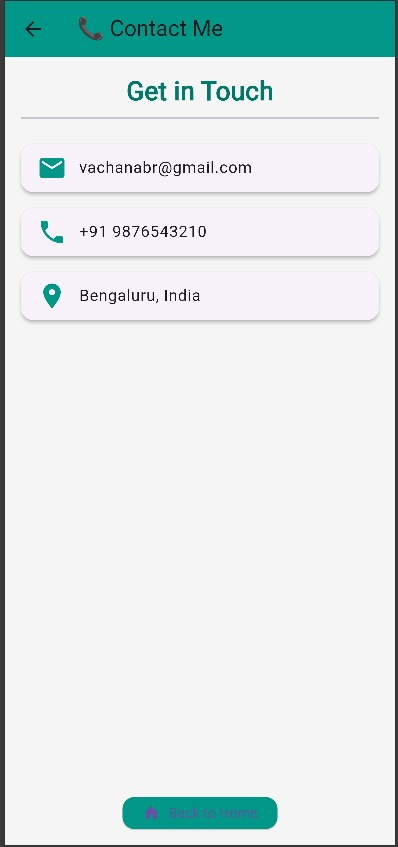 Contact Me
Get in Touch
vachanabr@gmail.com
+91 9876543210
Bengaluru, India
Back to Home